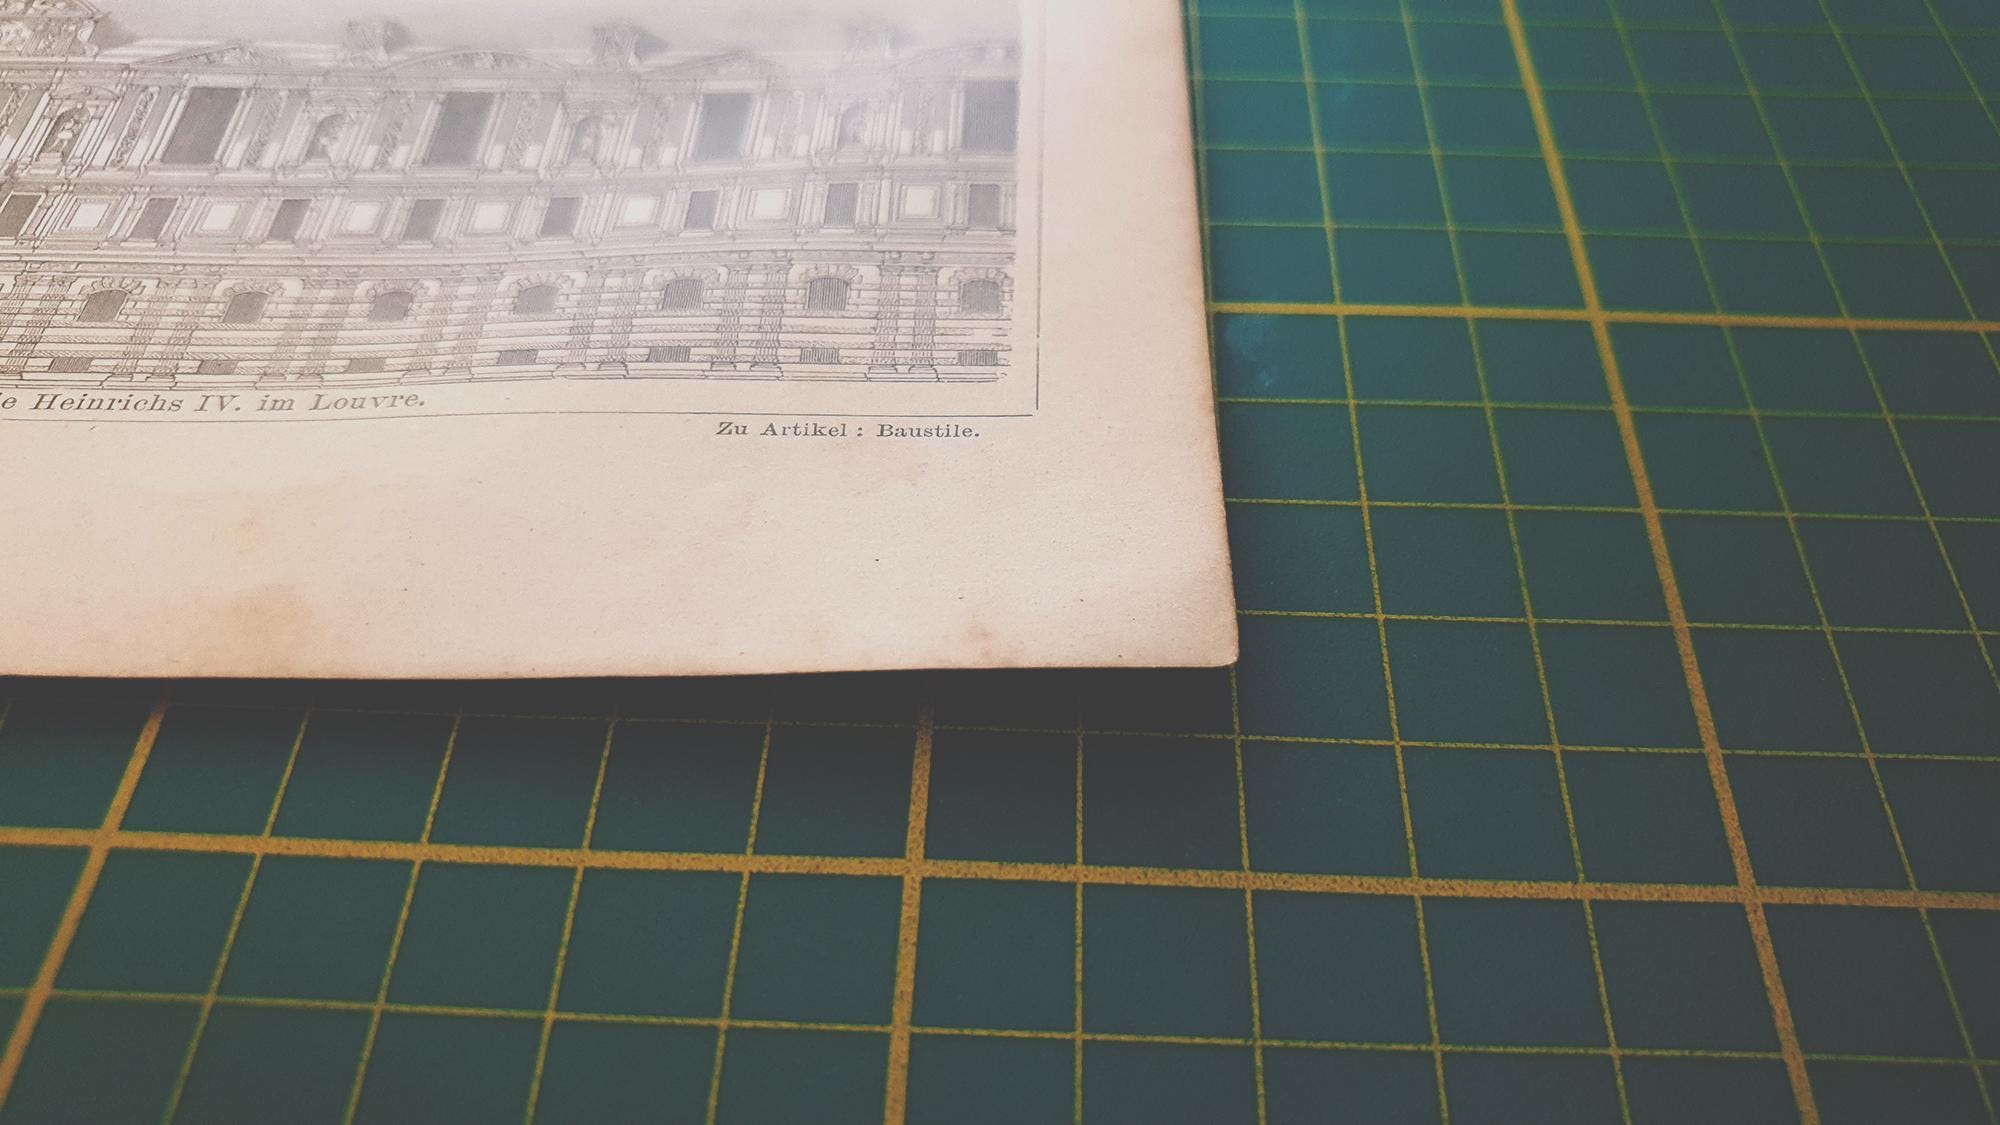 Heinrichs IV. im Louvre.
Zu Artikel : Baustile.